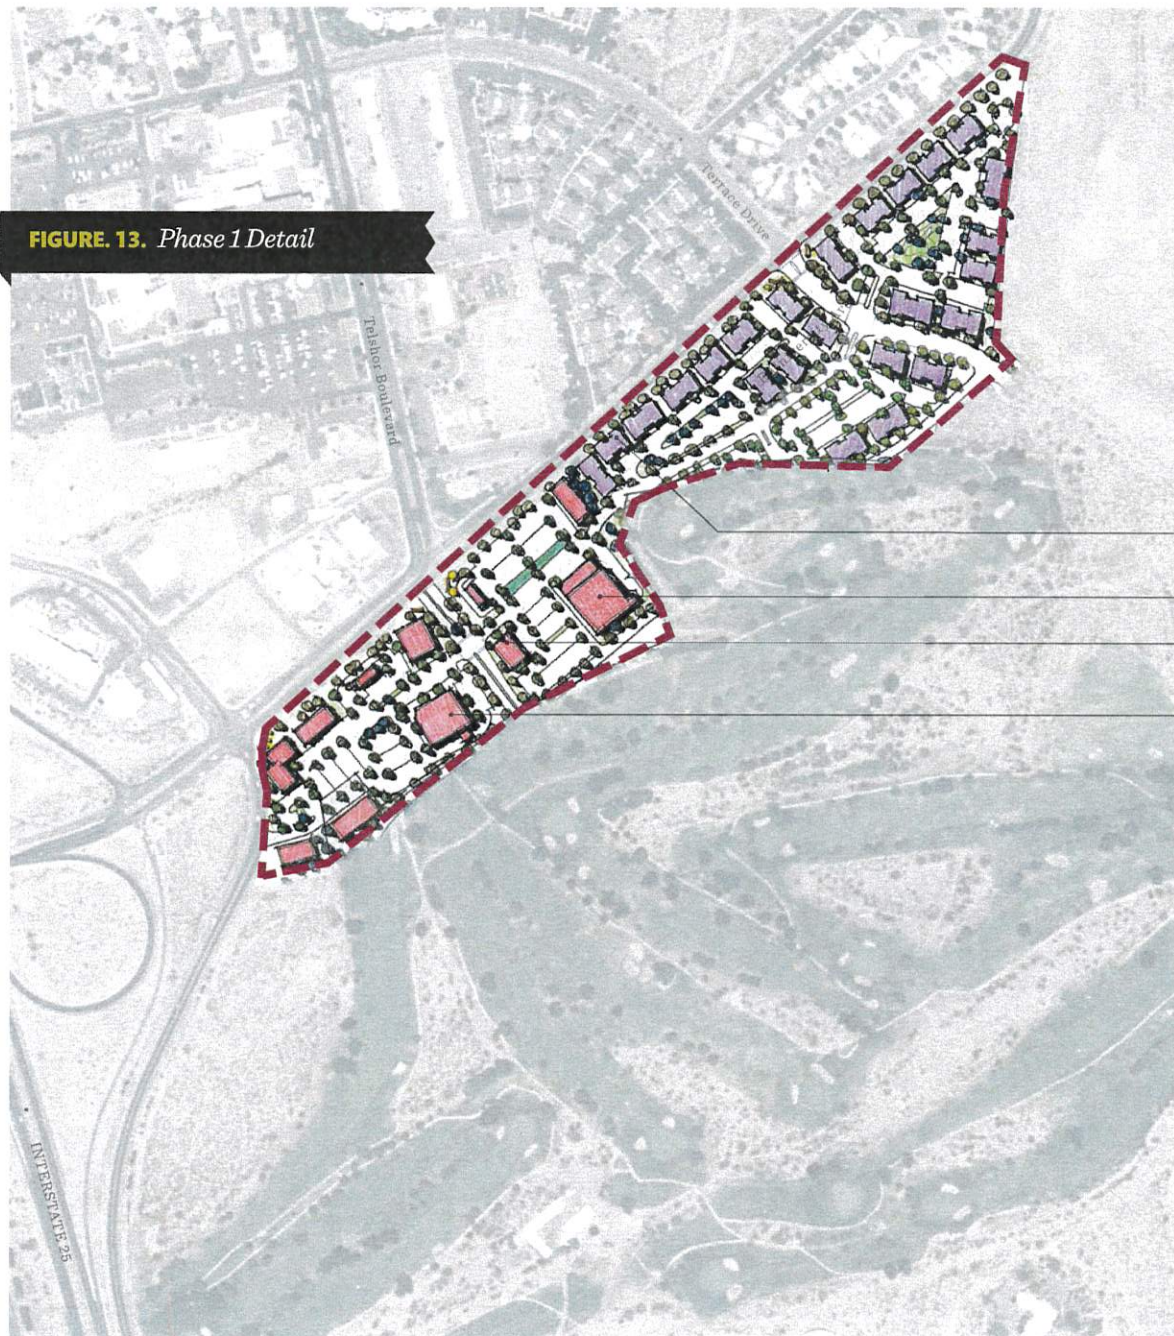 Terrace Drive
FIGURE. 13. Phase 1 Detail
Telshor Boulevard
INTERSTATE 25